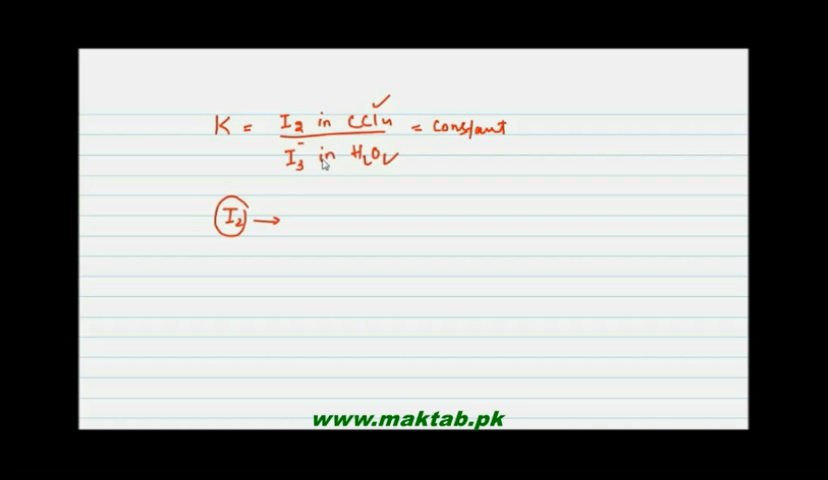 K = I₂ in CCl₄ = constant
I₃⁻ in H₂O
I₂ →
www.maktab.pk